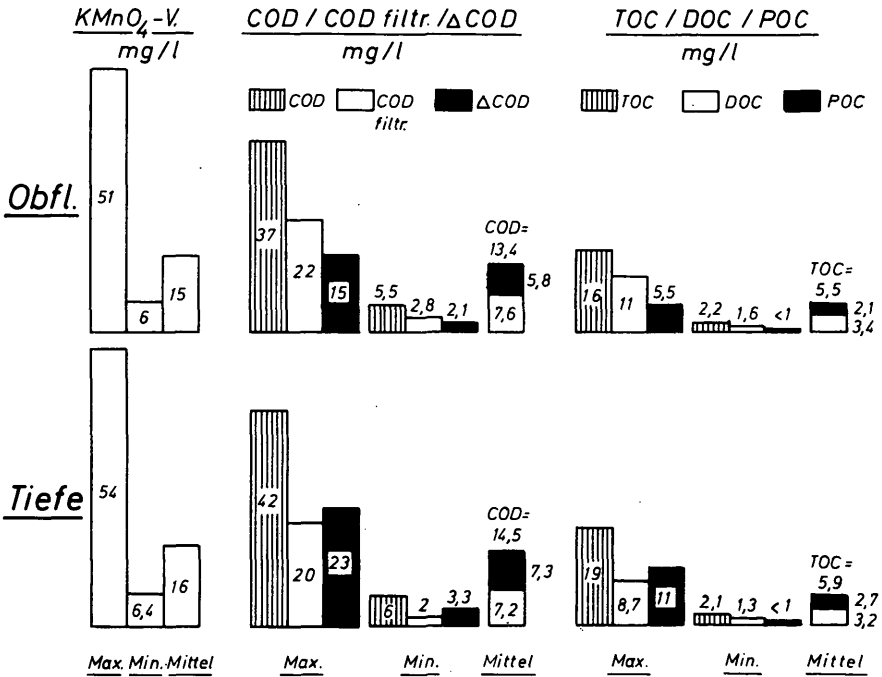 KMnO4-V. COD / COD filtr. / ΔCOD TOC / DOC / POC
mg/l mg/l mg/l
COD COD filtr. ΔCOD TOC DOC POC
Obfl.
51 6 15
37 22 15
5,5 2,8 2,1
COD=
13,4
5,8
7,6
16 11 5,5
2,2 1,6 <1
TOC=
5,5
2,1
3,4
Tiefe
54 6,4 16
42 20 23
6 2 3,3
COD=
14,5
7,3
7,2
19 8,7 11
2,1 1,3 <1
TOC=
5,9
2,7
3,2
Max. Min. Mittel Max. Min. Mittel Max. Min. Mittel